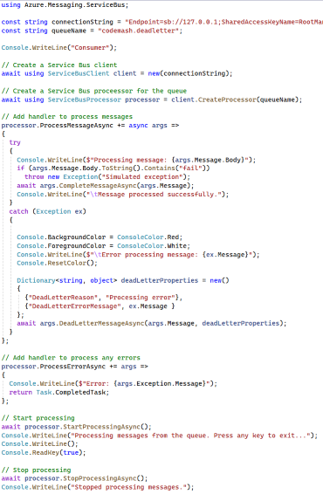 using Azure.Messaging.ServiceBus;
const string connectionString = "Endpoint=sb://127.0.0.1;SharedAccessKeyName=RootMan
const string queueName = "codemash.deadletter";
Console.WriteLine("Consumer");
// Create a Service Bus client
await using ServiceBusClient client = new(connectionString);
// Create a Service Bus processor for the queue
await using ServiceBusProcessor processor = client.CreateProcessor(queueName);
// Add handler to process messages
processor.ProcessMessageAsync += async args =>
{
try
{
Console.WriteLine($"Processing message: {args.Message.Body}");
if (args.Message.Body.ToString().Contains("fail"))
throw new Exception("Simulated exception");
await args.CompleteMessageAsync(args.Message);
Console.WriteLine("\tMessage processed successfully.");
}
catch (Exception ex)
{
Console.BackgroundColor = ConsoleColor.Red;
Console.ForegroundColor = ConsoleColor.White;
Console.WriteLine($"\tError processing message: {ex.Message}");
Console.ResetColor();
Dictionary<string, object> deadLetterProperties = new()
{
{"DeadLetterReason", "Processing error"},
{"DeadLetterErrorMessage", ex.Message }
};
await args.DeadLetterMessageAsync(args.Message, deadLetterProperties);
}
};
// Add handler to process any errors
processor.ProcessErrorAsync += args =>
{
Console.WriteLine($"Error: {args.Exception.Message}");
return Task.CompletedTask;
};
// Start processing
await processor.StartProcessingAsync();
Console.WriteLine("Processing messages from the queue. Press any key to exit...");
Console.WriteLine();
Console.ReadKey(true);
// Stop processing
await processor.StopProcessingAsync();
Console.WriteLine("Stopped processing messages.");